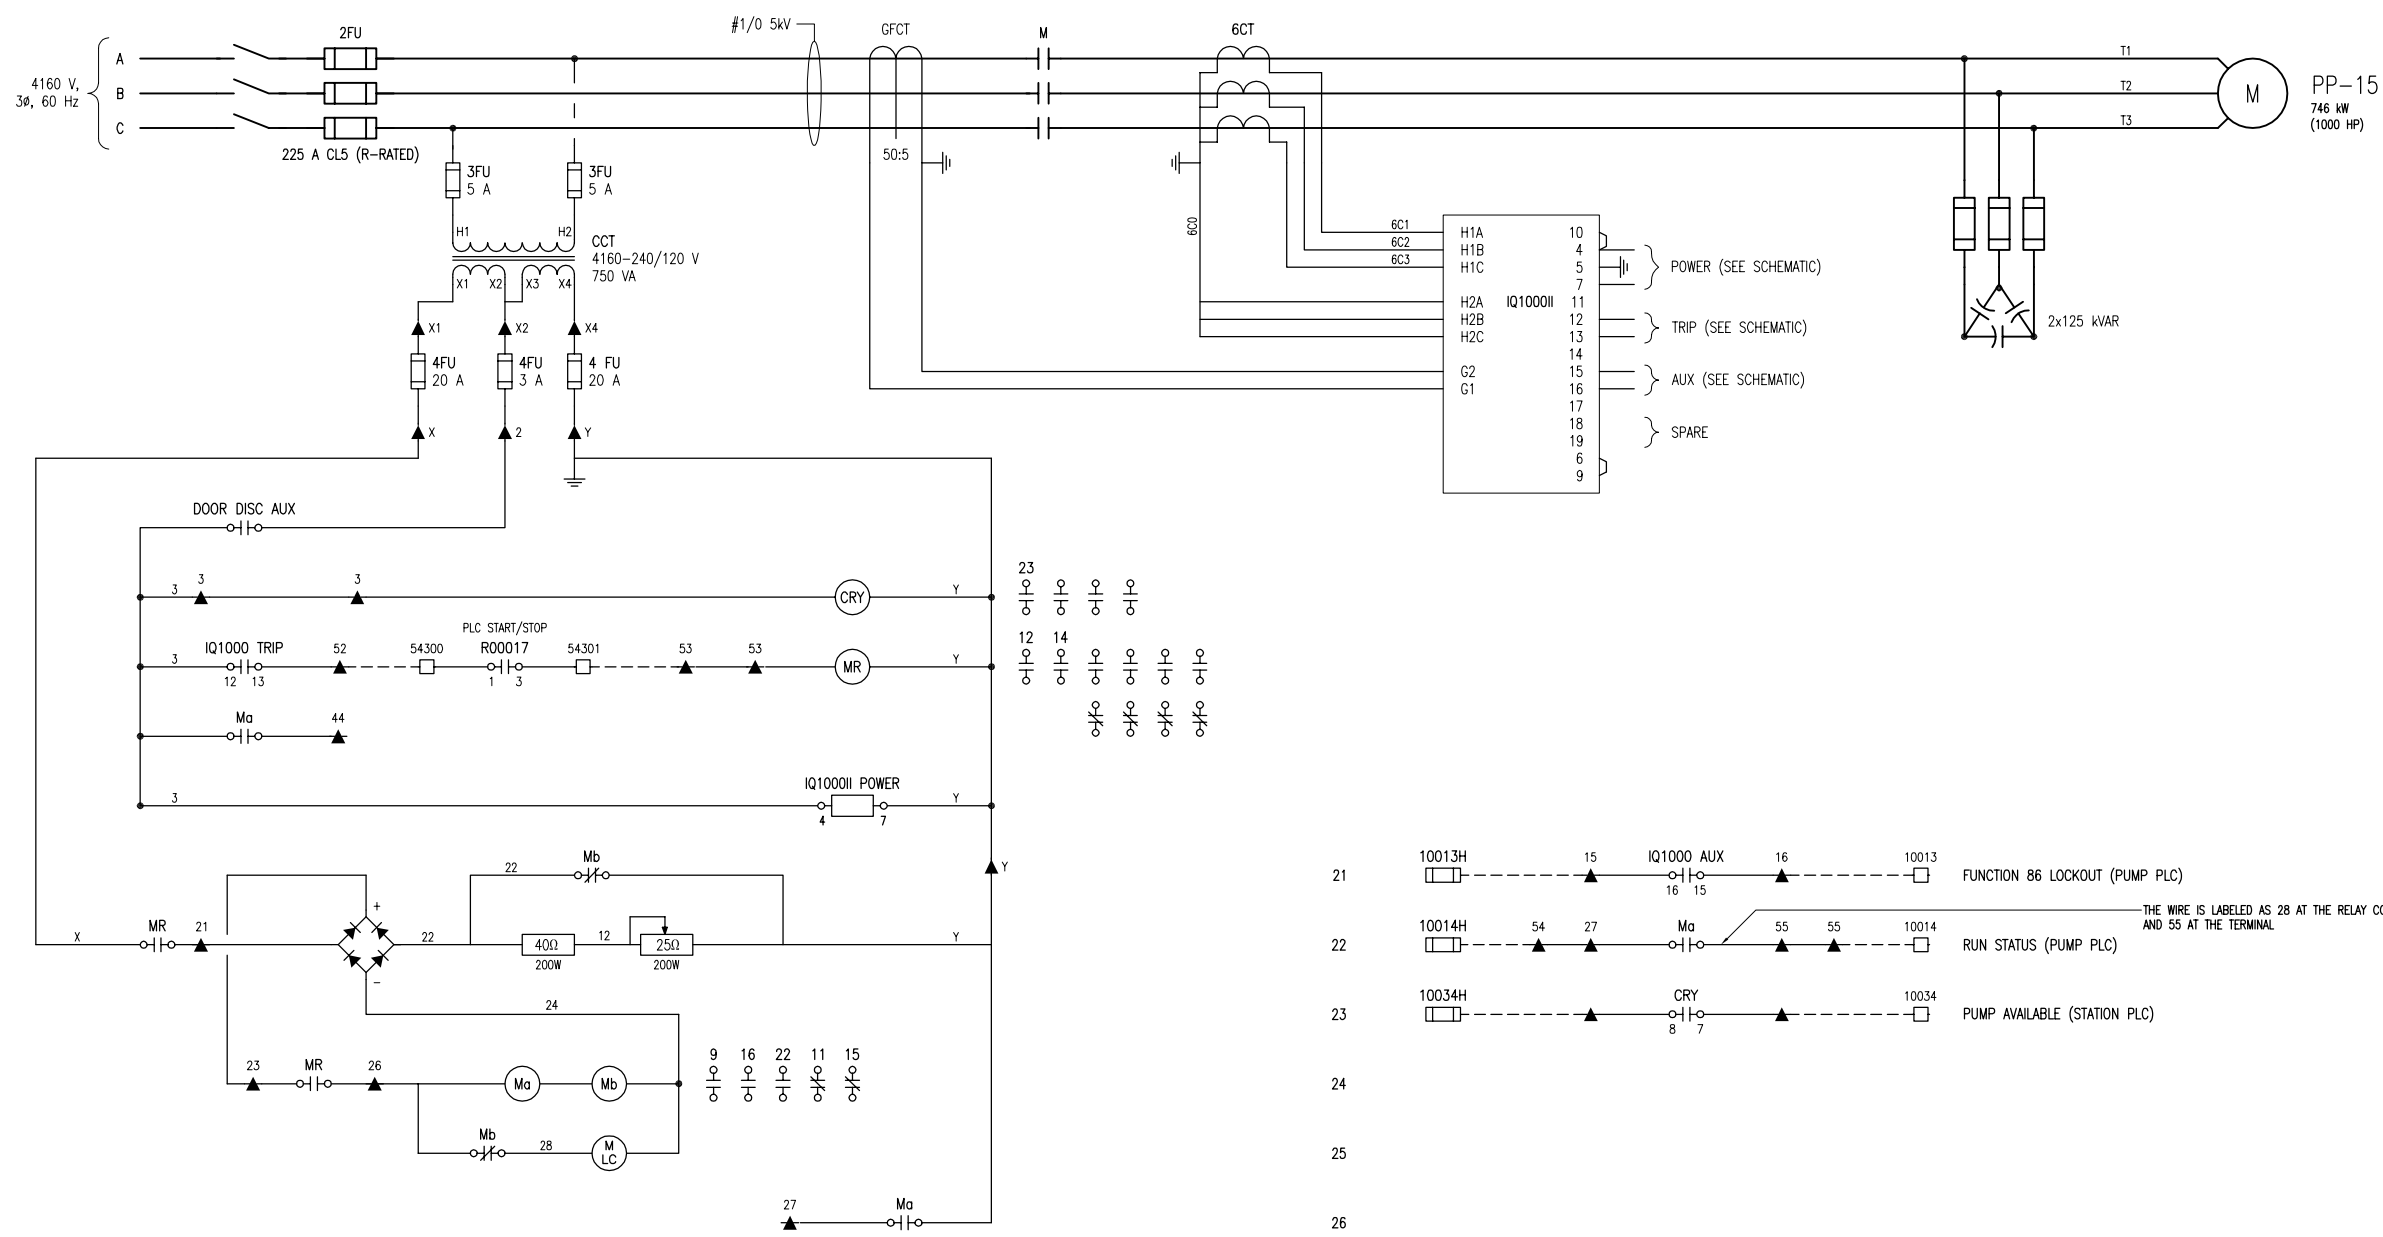 #1/0 5kV
2FU
GFCT
M
6CT
4160 V,
3ø, 60 Hz
A
B
C
T1
T2
T3
M
PP-15
746 kW
(1000 HP)
225 A CL5 (R-RATED)
50:5
3FU
5 A
3FU
5 A
H1
H2
CCT
4160-240/120 V
750 VA
X1
X2
X3
X4
X1
X2
X4
4FU
20 A
4FU
3 A
4 FU
20 A
X
2
Y
6C0
6C1
6C2
6C3
H1A
H1B
H1C
H2A
H2B
H2C
G2
G1
IQ1000II
10
4
5
7
11
12
13
14
15
16
17
18
19
6
9
POWER (SEE SCHEMATIC)
TRIP (SEE SCHEMATIC)
AUX (SEE SCHEMATIC)
SPARE
2x125 kVAR
DOOR DISC AUX
3
3
3
CRY
Y
23
PLC START/STOP
IQ1000 TRIP
3
12
13
52
54300
R00017
1
3
54301
53
53
MR
Y
12
14
Ma
44
IQ1000II POWER
3
4
7
Y
Y
22
Mb
X
MR
21
+
-
22
40Ω
200W
12
25Ω
200W
Y
24
23
MR
26
Ma
Mb
9
16
22
11
15
Mb
28
M
LC
27
Ma
21
10013H
15
IQ1000 AUX
16
15
16
10013
FUNCTION 86 LOCKOUT (PUMP PLC)
THE WIRE IS LABELED AS 28 AT THE RELAY CO
AND 55 AT THE TERMINAL
22
10014H
54
27
Ma
55
55
10014
RUN STATUS (PUMP PLC)
23
10034H
CRY
8
7
10034
PUMP AVAILABLE (STATION PLC)
24
25
26